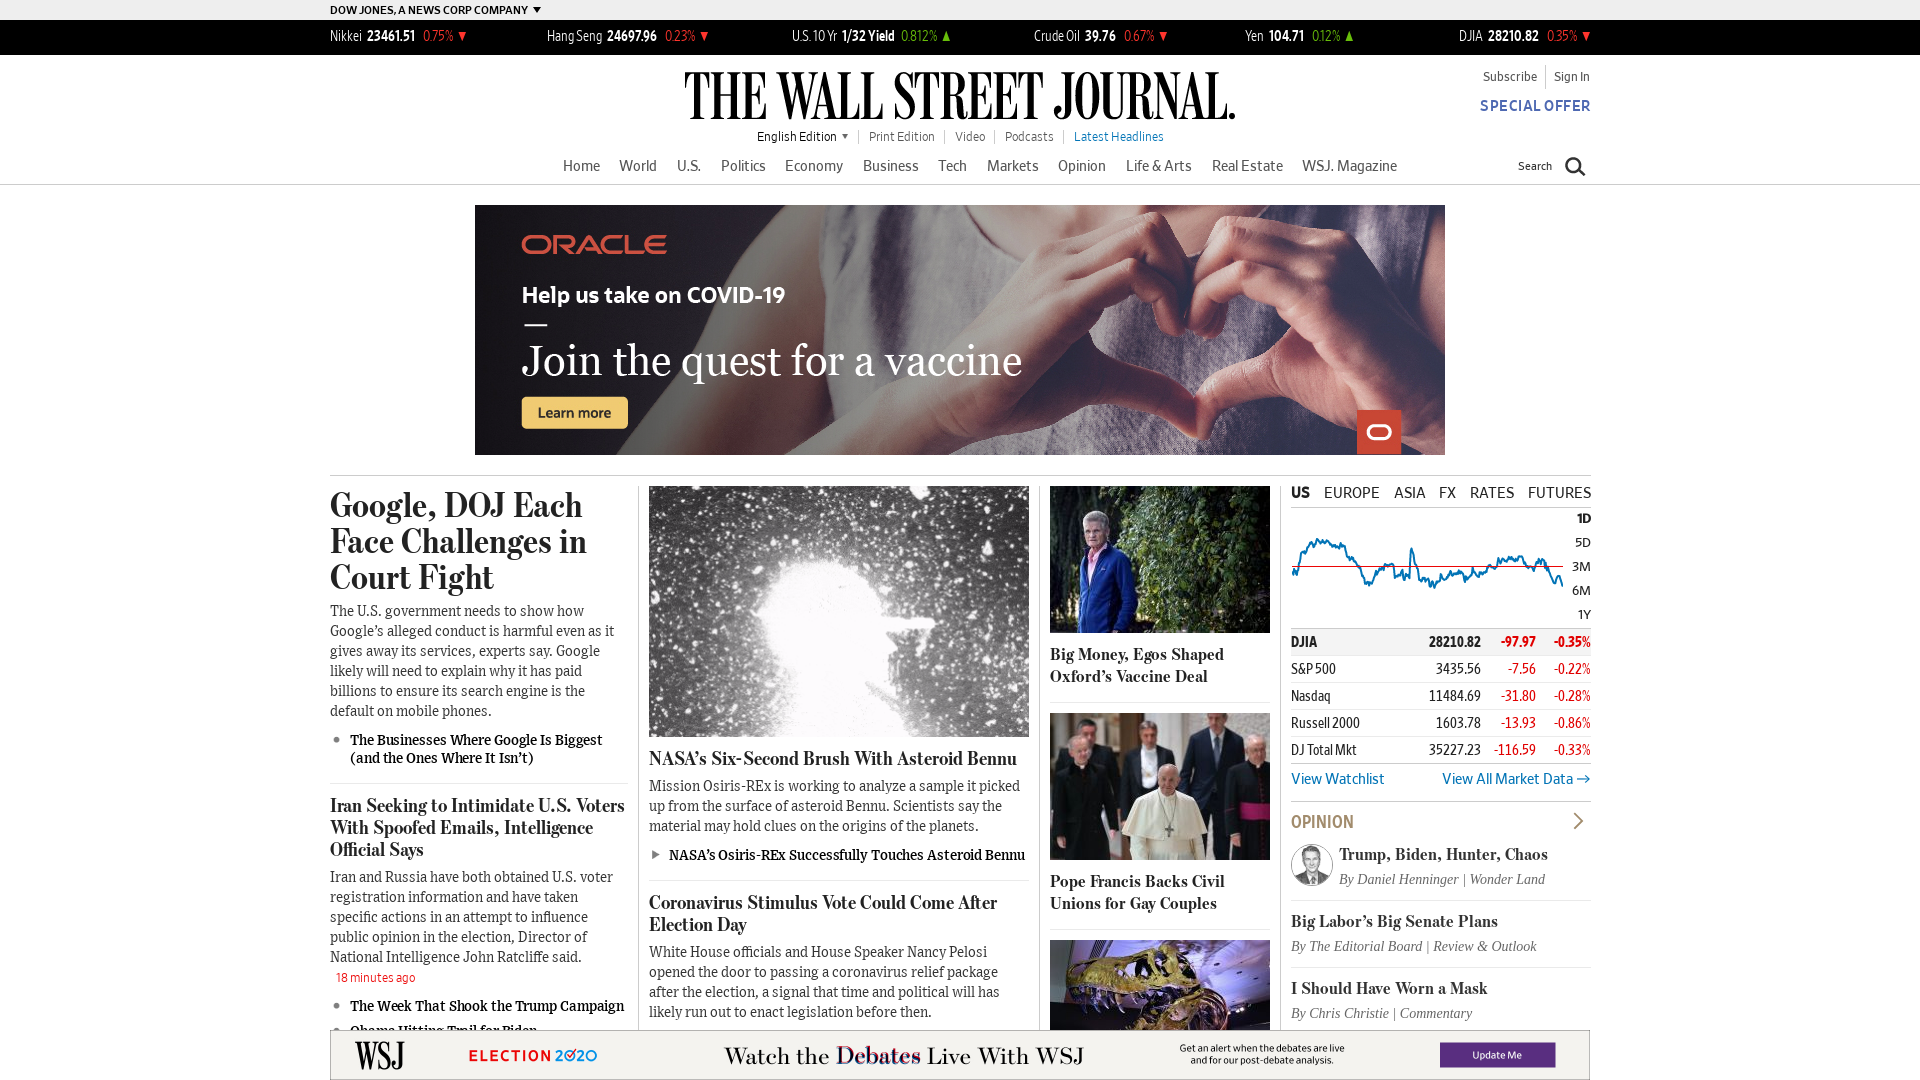 DOW JONES, A NEWS CORP COMPANY
Nikkei 23461.51 0.75% Hang Seng 24697.96 0.23% U.S. 10 Yr 1/32 Yield 0.812% Crude Oil 39.76 0.67% Yen 104.71 0.12% DJIA 28210.82 0.35%
THE WALL STREET JOURNAL.
Subscribe Sign In
SPECIAL OFFER
English Edition Print Edition Video Podcasts Latest Headlines
Home World U.S. Politics Economy Business Tech Markets Opinion Life & Arts Real Estate WSJ. Magazine Search
ORACLE
Help us take on COVID-19
Join the quest for a vaccine
Learn more
Google, DOJ Each
Face Challenges in
Court Fight
The U.S. government needs to show how
Google’s alleged conduct is harmful even as it
gives away its services, experts say. Google
likely will need to explain why it has paid
billions to ensure its search engine is the
default on mobile phones.
The Businesses Where Google Is Biggest
(and the Ones Where It Isn’t)
Iran Seeking to Intimidate U.S. Voters
With Spoofed Emails, Intelligence
Official Says
Iran and Russia have both obtained U.S. voter
registration information and have taken
specific actions in an attempt to influence
public opinion in the election, Director of
National Intelligence John Ratcliffe said.
18 minutes ago
The Week That Shook the Trump Campaign
Obama Hitting Trail for Biden
NASA’s Six-Second Brush With Asteroid Bennu
Mission Osiris-REx is working to analyze a sample it picked
up from the surface of asteroid Bennu. Scientists say the
material may hold clues on the origins of the planets.
NASA’s Osiris-REx Successfully Touches Asteroid Bennu
Coronavirus Stimulus Vote Could Come After
Election Day
White House officials and House Speaker Nancy Pelosi
opened the door to passing a coronavirus relief package
after the election, a signal that time and political will has
likely run out to enact legislation before then.
Big Money, Egos Shaped
Oxford’s Vaccine Deal
Pope Francis Backs Civil
Unions for Gay Couples
US EUROPE ASIA FX RATES FUTURES
1D
5D
3M
6M
1Y
DJIA 28210.82 -97.97 -0.35%
S&P 500 3435.56 -7.56 -0.22%
Nasdaq 11484.69 -31.80 -0.28%
Russell 2000 1603.78 -13.93 -0.86%
DJ Total Mkt 35227.23 -116.59 -0.33%
View Watchlist View All Market Data
OPINION
Trump, Biden, Hunter, Chaos
By Daniel Henninger | Wonder Land
Big Labor’s Big Senate Plans
By The Editorial Board | Review & Outlook
I Should Have Worn a Mask
By Chris Christie | Commentary
WSJ ELECTION 2020 Watch the Debates Live With WSJ
Get an alert when the debates are live
and for our post-debate analysis.
Update Me